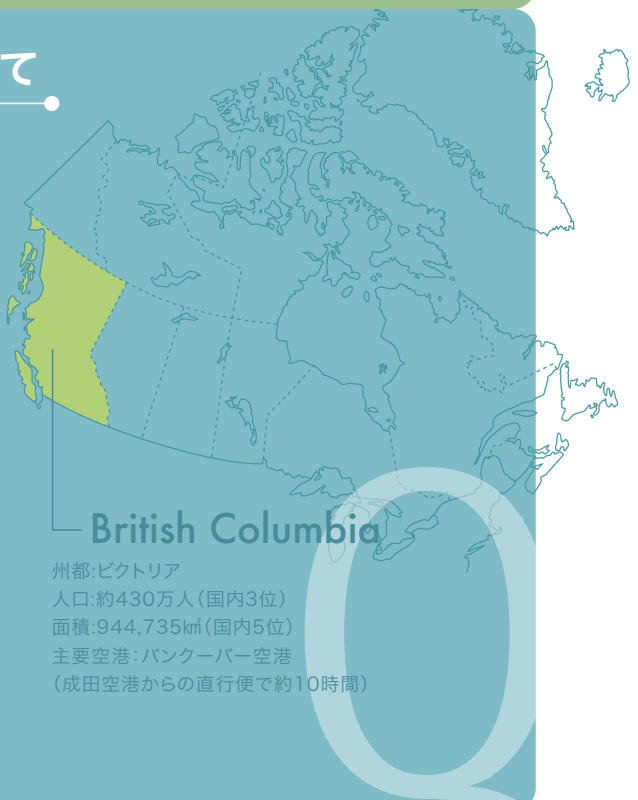 て
British Columbia
州都:ビクトリア
人口:約430万人(国内3位)
面積:944,735㎢(国内5位)
主要空港:バンクーバー空港
(成田空港からの直行便で約10時間)
Q